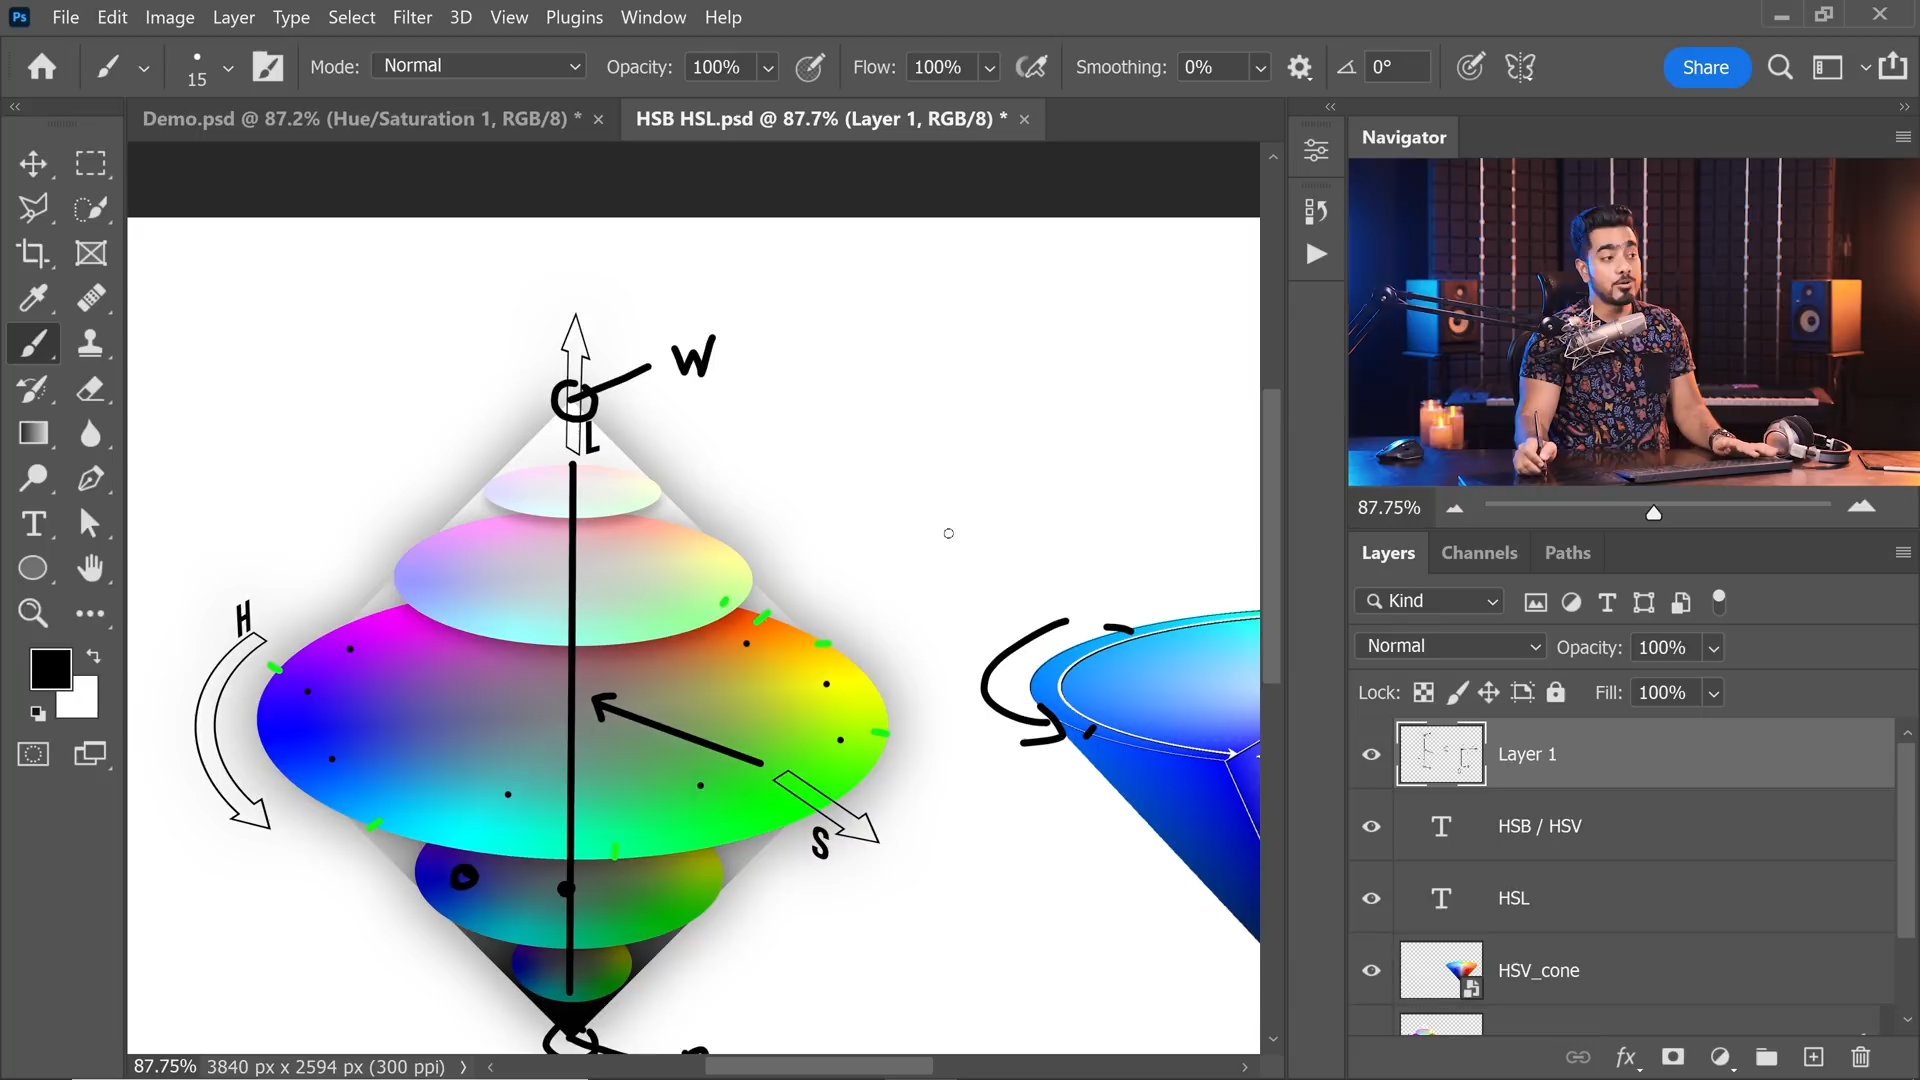 Ps File Edit Image Layer Type Select Filter 3D View Plugins Window Help
15 Mode: Normal Opacity: 100% Flow: 100% Smoothing: 0% 0° Share
Demo.psd @ 87.2% (Hue/Saturation 1, RGB/8) * HSB HSL.psd @ 87.7% (Layer 1, RGB/8) *
Navigator
W
L
H
S
87.75%
Layers Channels Paths
Kind
Normal Opacity: 100%
Lock: Fill: 100%
Layer 1
HSB / HSV
HSL
HSV_cone
87.75% 3840 px x 2594 px (300 ppi)
fx